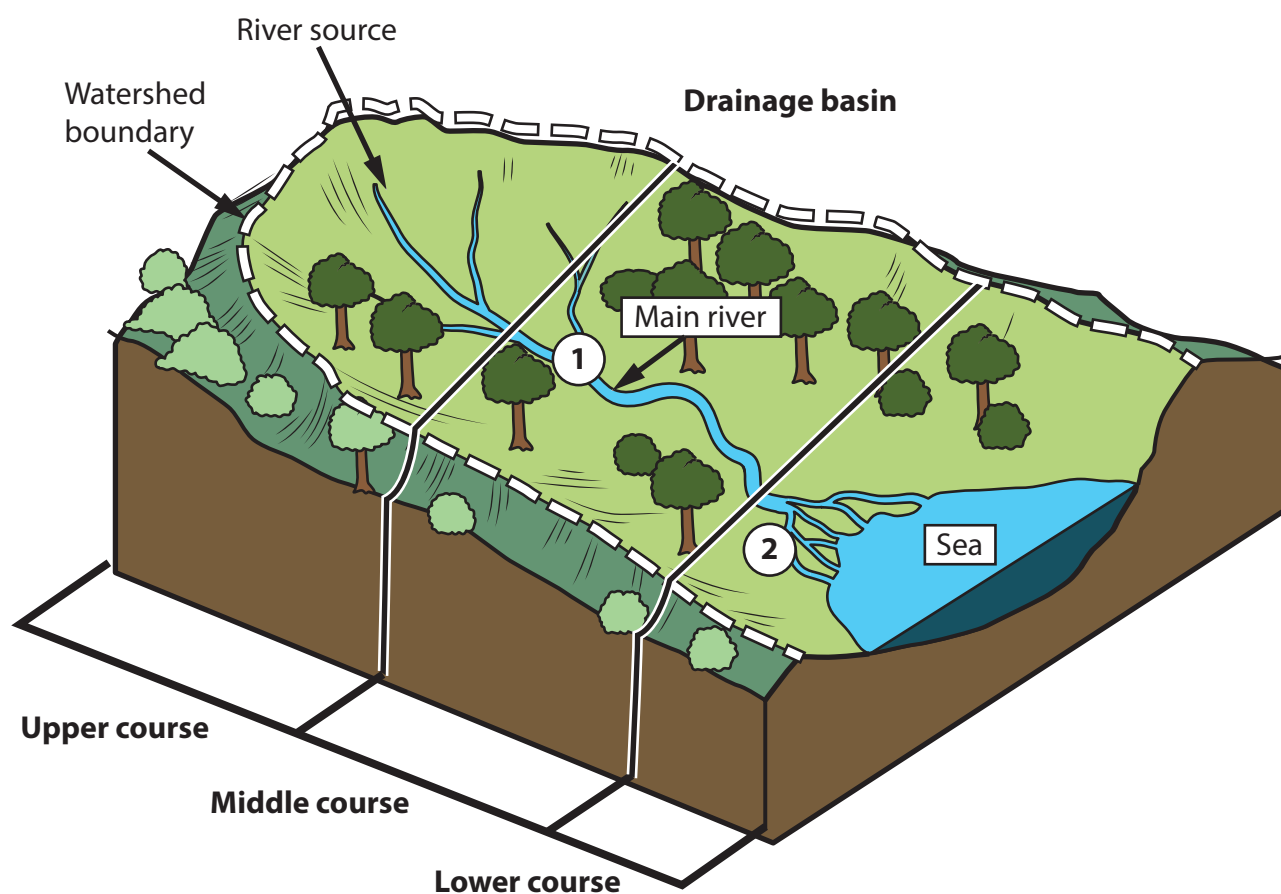 River source
Watershed
boundary
Drainage basin
Main river
1
2
Sea
Upper course
Middle course
Lower course